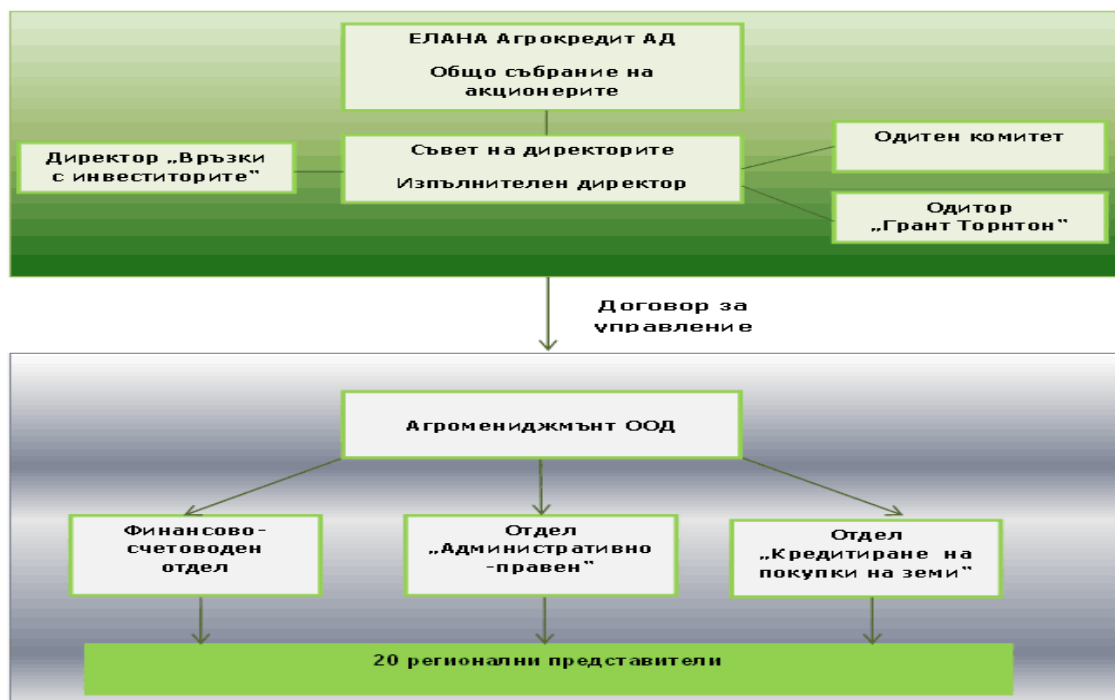 ЕЛАНА Агрокредит АД
Общо събрание на
акционерите
Директор „Връзки
с инвеститорите“
Съвет на директорите
Изпълнителен директор
Одитен комитет
Одитор
„Грант Торнтон“
Договор за
управление
Агромениджмънт ООД
Финансово-
счетоводен
отдел
Отдел
„Административно
-правен“
Отдел
„Кредитиране на
покупки на земи“
20 регионални представители